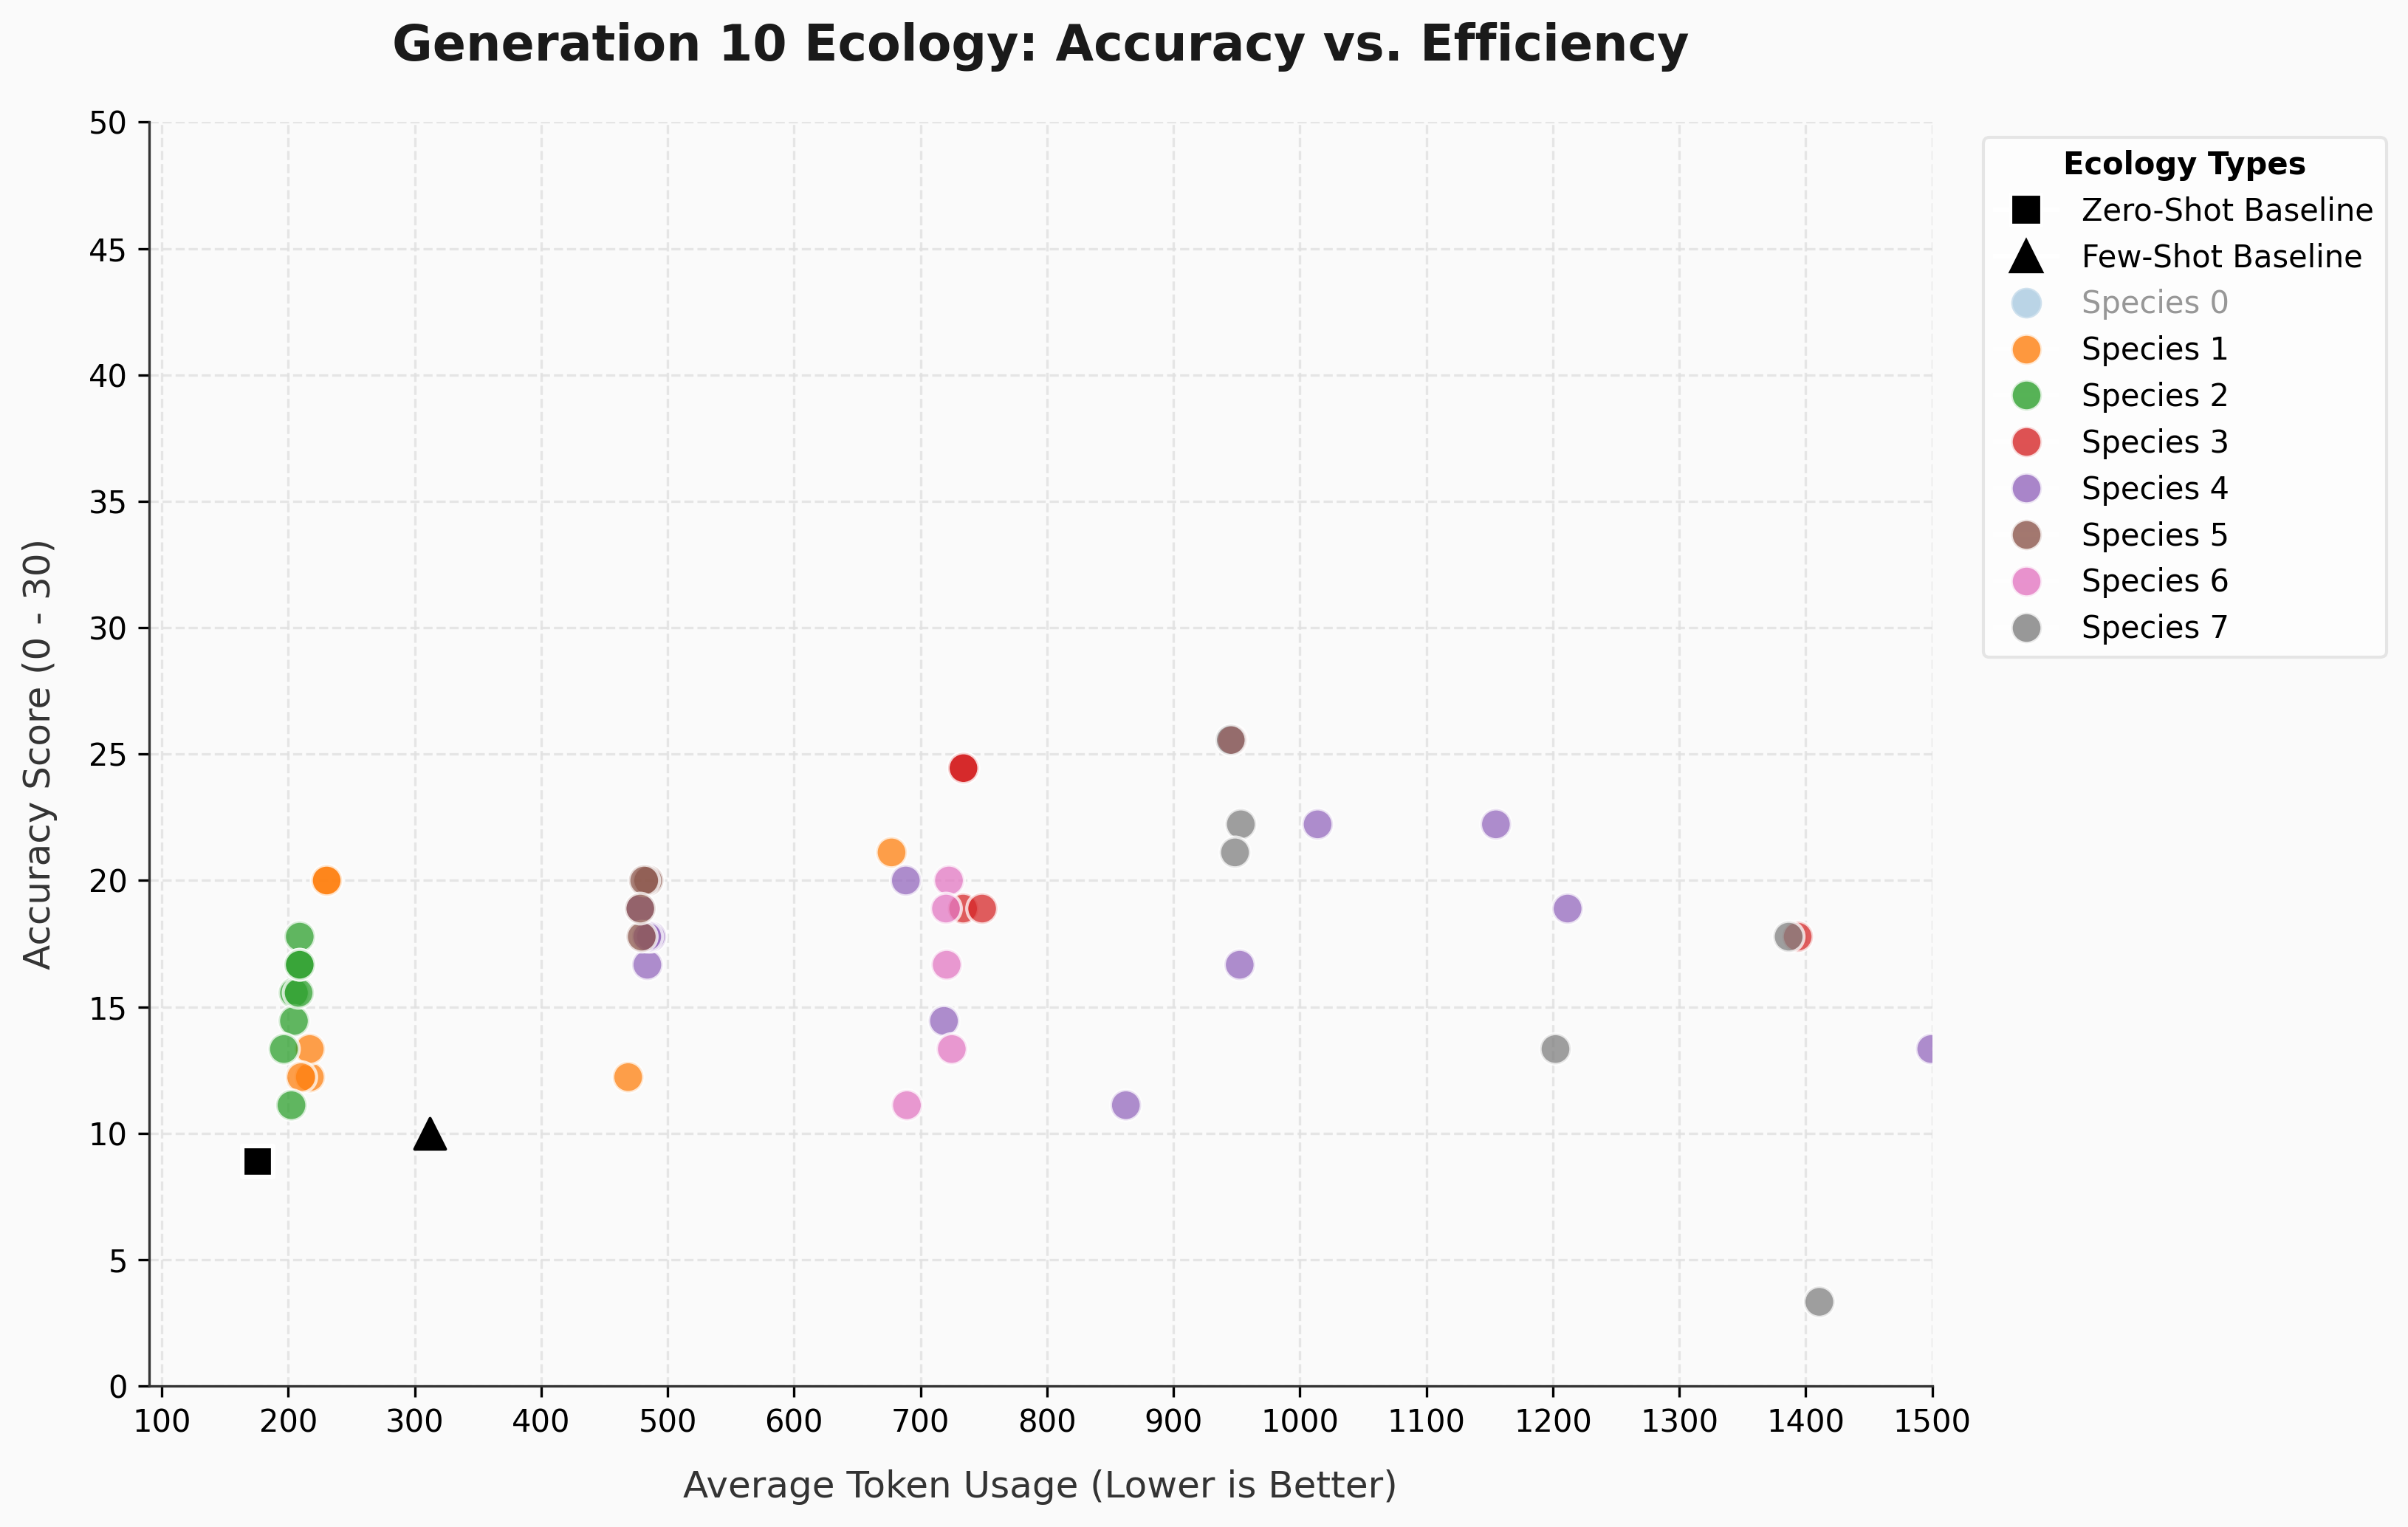 Generation 10 Ecology: Accuracy vs. Efficiency
50
45
40
35
30
25
20
15
10
5
0
Accuracy Score (0 - 30)
100 200 300 400 500 600 700 800 900 1000 1100 1200 1300 1400 1500
Average Token Usage (Lower is Better)
Ecology Types
Zero-Shot Baseline
Few-Shot Baseline
Species 0
Species 1
Species 2
Species 3
Species 4
Species 5
Species 6
Species 7